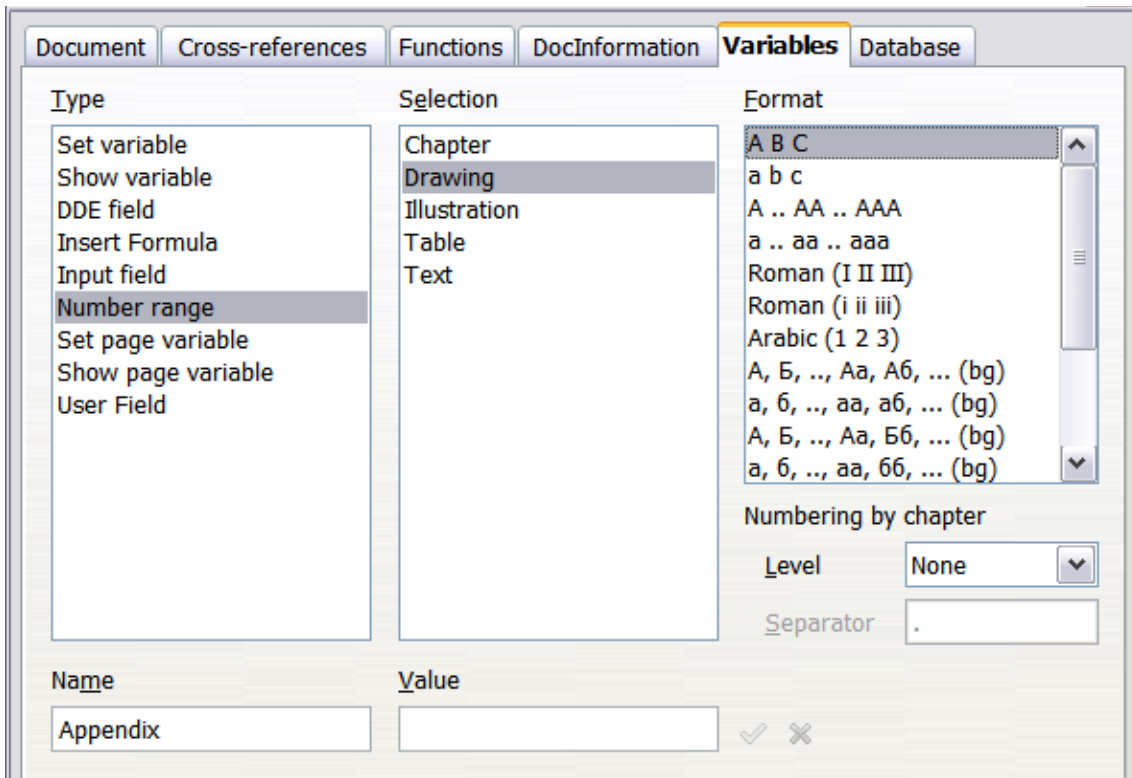 Document Cross-references Functions DocInformation Variables Database
Type
Set variable
Show variable
DDE field
Insert Formula
Input field
Number range
Set page variable
Show page variable
User Field
Selection
Chapter
Drawing
Illustration
Table
Text
Format
A B C
a b c
A .. AA .. AAA
a .. aa .. aaa
Roman (I II III)
Roman (i ii iii)
Arabic (1 2 3)
А, Б, .., Аа, Аб, ... (bg)
а, б, .., аа, аб, ... (bg)
А, Б, .., Аа, Бб, ... (bg)
а, б, .., аа, бб, ... (bg)
Numbering by chapter
Level None
Separator .
Name
Appendix
Value